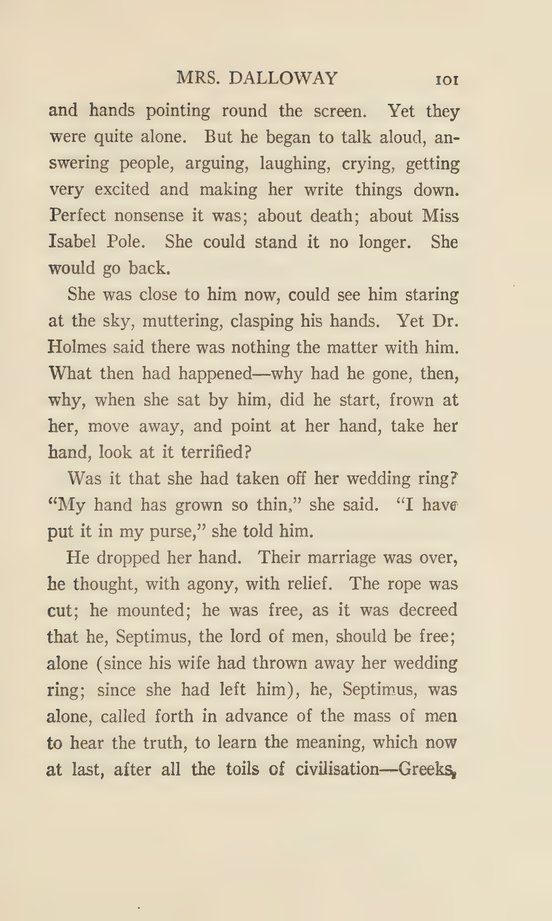 MRS. DALLOWAY 101
and hands pointing round the screen. Yet they
were quite alone. But he began to talk aloud, an-
swering people, arguing, laughing, crying, getting
very excited and making her write things down.
Perfect nonsense it was; about death; about Miss
Isabel Pole. She could stand it no longer. She
would go back.
She was close to him now, could see him staring
at the sky, muttering, clasping his hands. Yet Dr.
Holmes said there was nothing the matter with him.
What then had happened—why had he gone, then,
why, when she sat by him, did he start, frown at
her, move away, and point at her hand, take her
hand, look at it terrified?
Was it that she had taken off her wedding ring?
“My hand has grown so thin,” she said. “I have
put it in my purse,” she told him.
He dropped her hand. Their marriage was over,
he thought, with agony, with relief. The rope was
cut; he mounted; he was free, as it was decreed
that he, Septimus, the lord of men, should be free;
alone (since his wife had thrown away her wedding
ring; since she had left him), he, Septimus, was
alone, called forth in advance of the mass of men
to hear the truth, to learn the meaning, which now
at last, after all the toils of civilisation—Greeks,